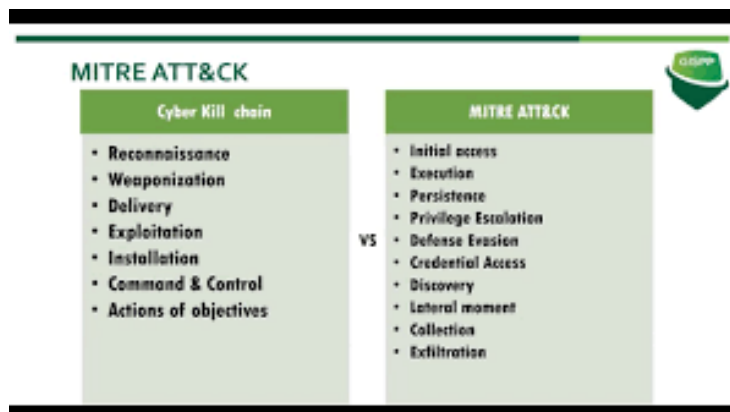 MITRE ATT&CK
Cyber Kill chain
• Reconnaissance
• Weaponization
• Delivery
• Exploitation
• Installation
• Command & Control
• Actions of objectives
VS
MITRE ATT&CK
• Initial access
• Execution
• Persistence
• Privilege Escalation
• Defense Evasion
• Credential Access
• Discovery
• Lateral moment
• Collection
• Exfiltration